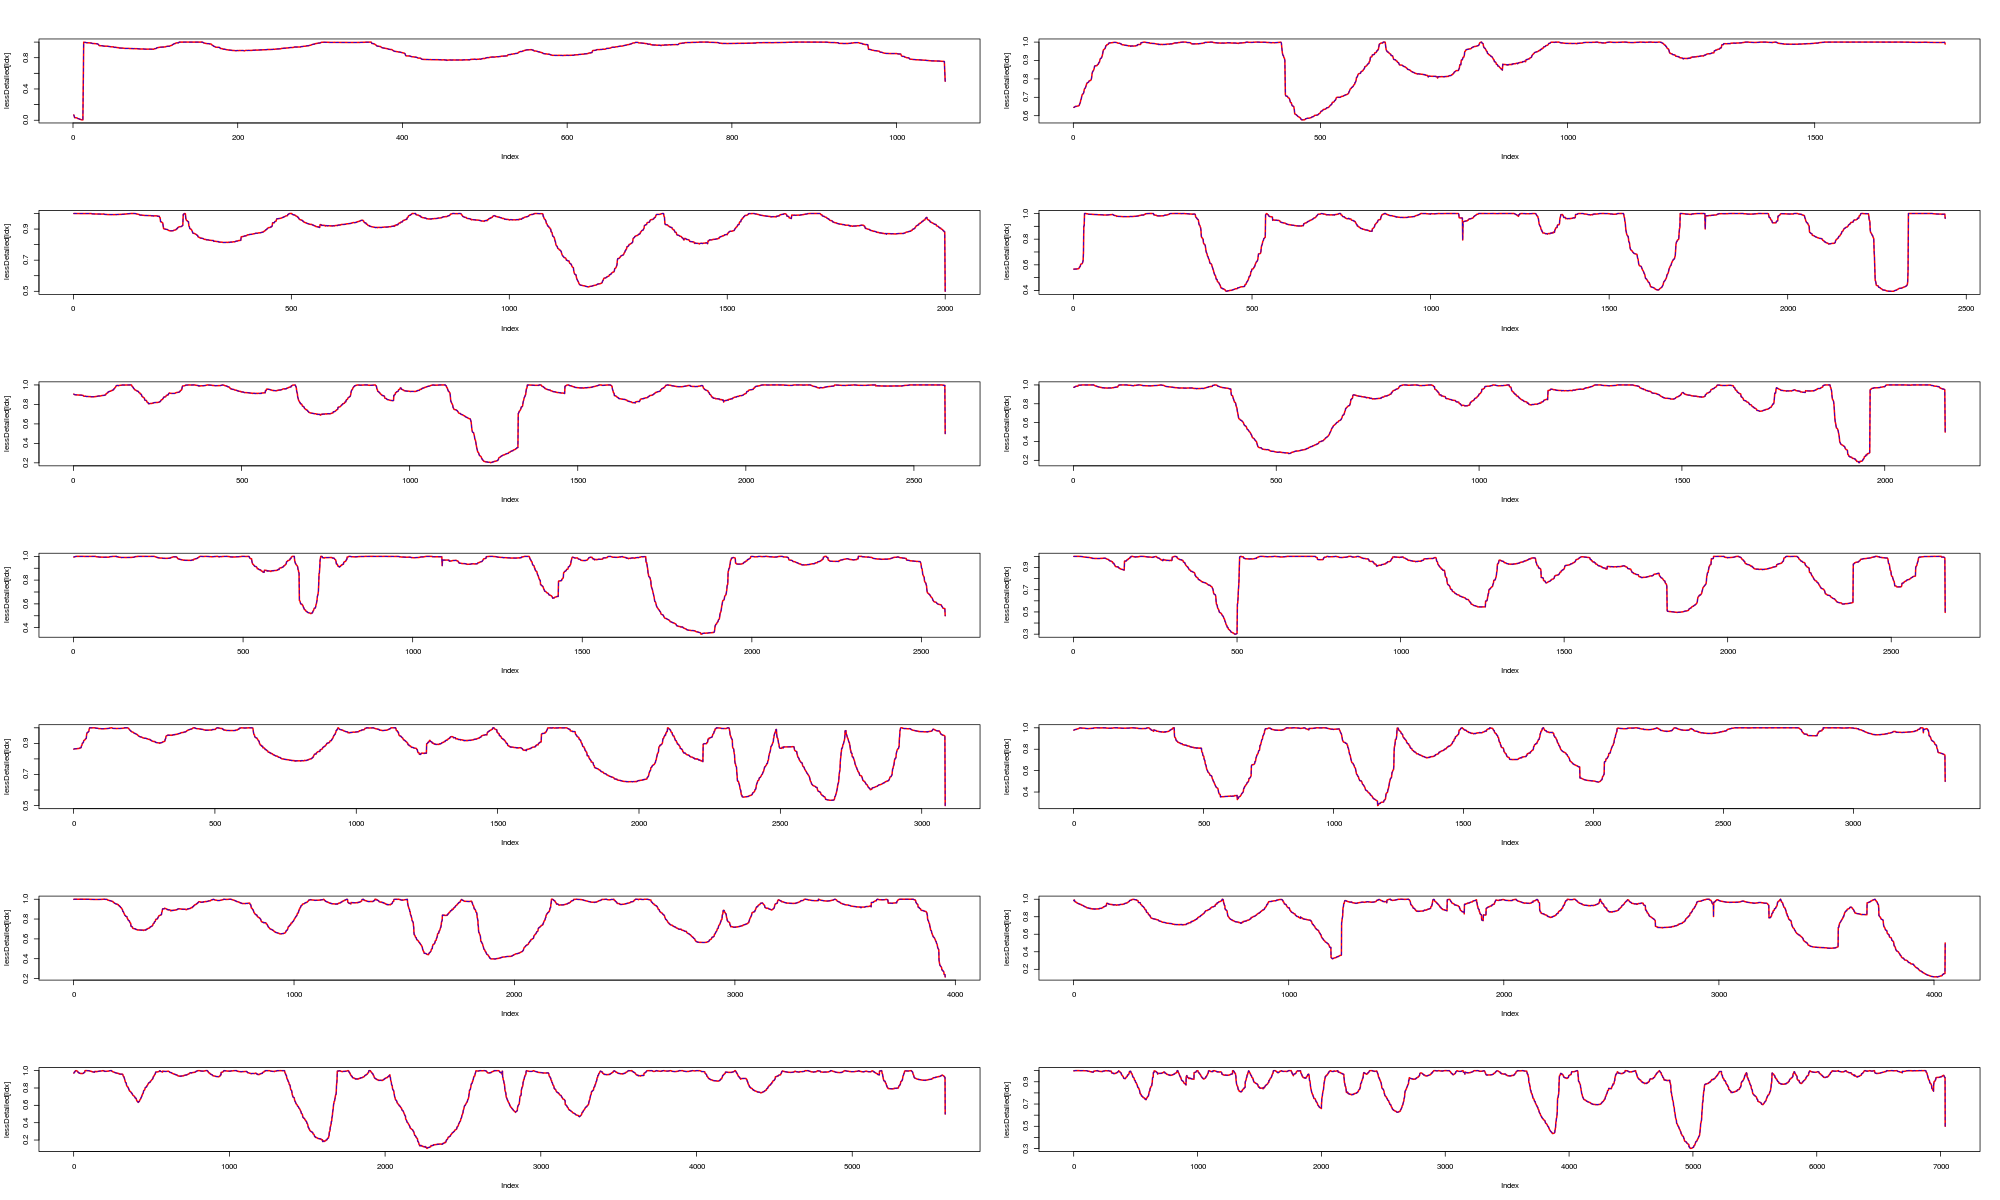 lessDetailed[idx]
0.0 0.4 0.8
0 200 400 600 800 1000
Index
lessDetailed[idx]
0.6 0.7 0.8 0.9 1.0
0 500 1000 1500
Index
lessDetailed[idx]
0.5 0.7 0.9
0 500 1000 1500 2000
Index
lessDetailed[idx]
0.4 0.6 0.8 1.0
0 500 1000 1500 2000 2500
Index
lessDetailed[idx]
0.2 0.4 0.6 0.8 1.0
0 500 1000 1500 2000 2500
Index
lessDetailed[idx]
0.2 0.4 0.6 0.8 1.0
0 500 1000 1500 2000
Index
lessDetailed[idx]
0.4 0.6 0.8 1.0
0 500 1000 1500 2000 2500
Index
lessDetailed[idx]
0.3 0.5 0.7 0.9
0 500 1000 1500 2000 2500
Index
lessDetailed[idx]
0.5 0.7 0.9
0 500 1000 1500 2000 2500 3000
Index
lessDetailed[idx]
0.4 0.6 0.8 1.0
0 500 1000 1500 2000 2500 3000
Index
lessDetailed[idx]
0.2 0.4 0.6 0.8 1.0
0 1000 2000 3000 4000
Index
lessDetailed[idx]
0.2 0.4 0.6 0.8 1.0
0 1000 2000 3000 4000
Index
lessDetailed[idx]
0.2 0.4 0.6 0.8 1.0
0 1000 2000 3000 4000 5000
Index
lessDetailed[idx]
0.3 0.5 0.7 0.9
0 1000 2000 3000 4000 5000 6000 7000
Index